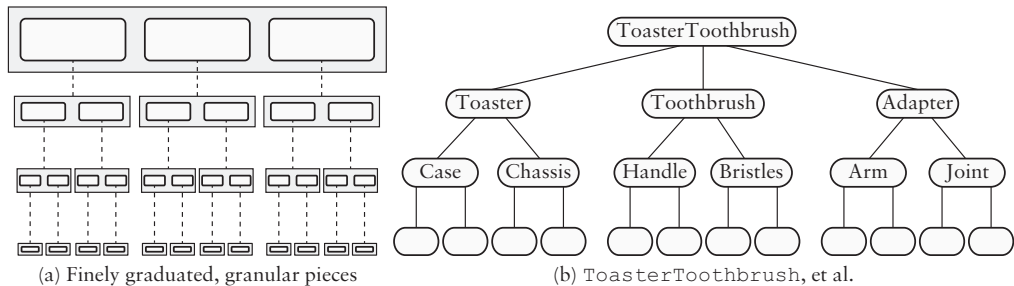 ToasterToothbrush
Toaster Toothbrush Adapter
Case Chassis Handle Bristles Arm Joint
(a) Finely graduated, granular pieces
(b) ToasterToothbrush, et al.